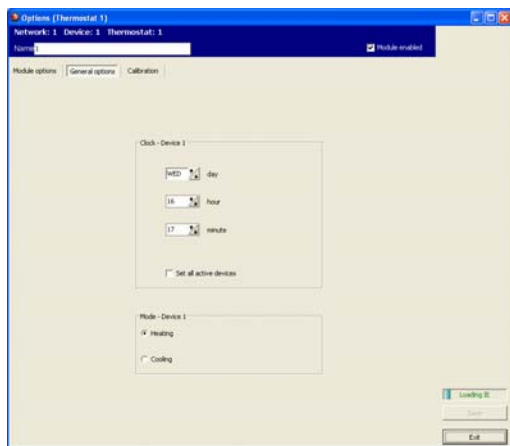 Options (Thermostat 1)
Network: 1 Device: 1 Thermostat: 1
Name 1
Module enabled
Module options General options Calibration
Clock - Device 1
WED day
16 hour
17 minute
Set all active devices
Mode - Device 1
Heating
Cooling
Loading
Save
Exit